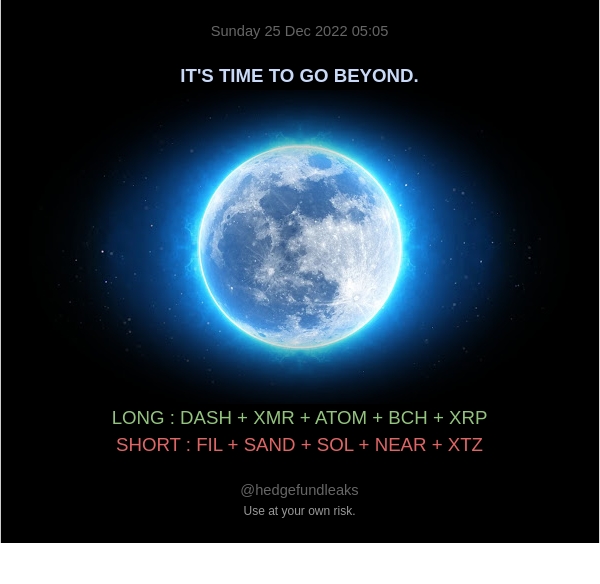 Sunday 25 Dec 2022 05:05
IT'S TIME TO GO BEYOND.
LONG : DASH + XMR + ATOM + BCH + XRP
SHORT : FIL + SAND + SOL + NEAR + XTZ
@hedgefundleaks
Use at your own risk.